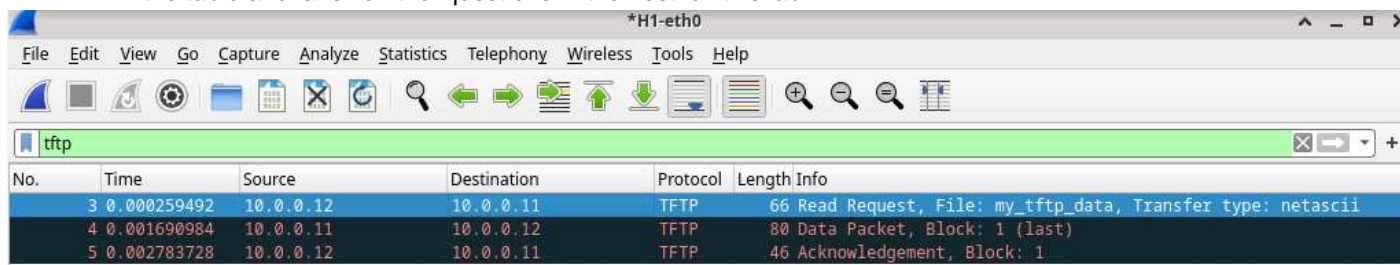 *H1-eth0
File Edit View Go Capture Analyze Statistics Telephony Wireless Tools Help
tftp
No. Time Source Destination Protocol Length Info
3 0.000259492 10.0.0.12 10.0.0.11 TFTP 66 Read Request, File: my_tftp_data, Transfer type: netascii
4 0.001690984 10.0.0.11 10.0.0.12 TFTP 80 Data Packet, Block: 1 (last)
5 0.002783728 10.0.0.12 10.0.0.11 TFTP 46 Acknowledgement, Block: 1